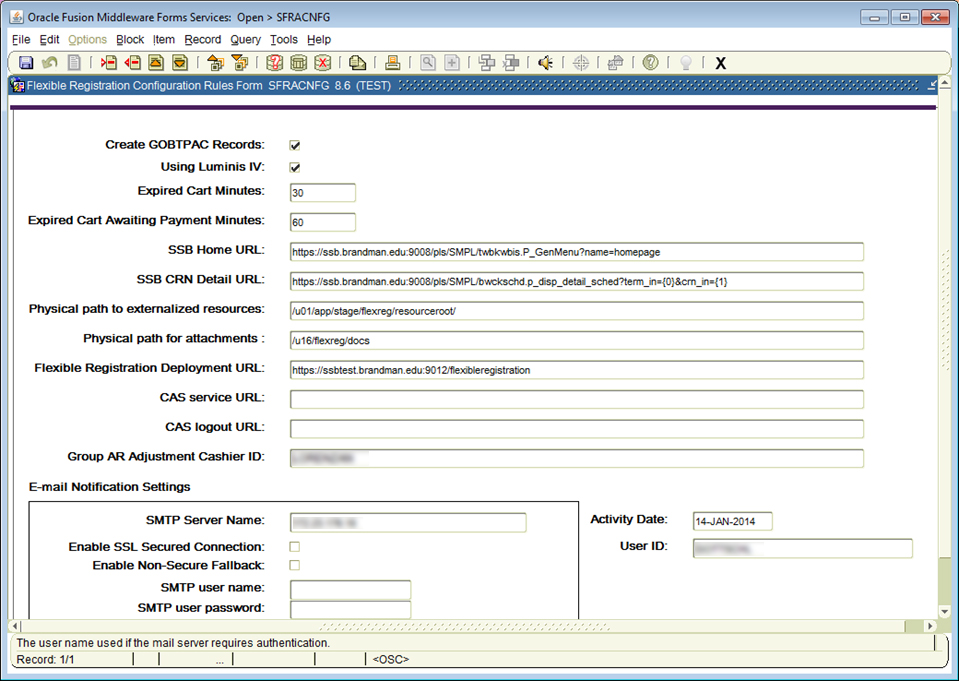 Oracle Fusion Middleware Forms Services: Open > SFRACNFG
File Edit Options Block Item Record Query Tools Help
X
Flexible Registration Configuration Rules Form SFRACNFG 8.6 (TEST)
Create GOBTPAC Records:
Using Luminis IV:
Expired Cart Minutes: 30
Expired Cart Awaiting Payment Minutes: 60
SSB Home URL: https://ssb.brandman.edu:9008/pls/SMPL/twbkwbis.P_GenMenu?name=homepage
SSB CRN Detail URL: https://ssb.brandman.edu:9008/pls/SMPL/bwckschd.p_disp_detail_sched?term_in={0}&crn_in={1}
Physical path to externalized resources: /u01/app/stage/flexreg/resourceroot/
Physical path for attachments : /u16/flexreg/docs
Flexible Registration Deployment URL: https://ssbtest.brandman.edu:9012/flexibleregistration
CAS service URL:
CAS logout URL:
Group AR Adjustment Cashier ID:
E-mail Notification Settings
SMTP Server Name: Activity Date: 14-JAN-2014
Enable SSL Secured Connection: User ID:
Enable Non-Secure Fallback:
SMTP user name:
SMTP user password:
The user name used if the mail server requires authentication.
Record: 1/1 ... <OSC>